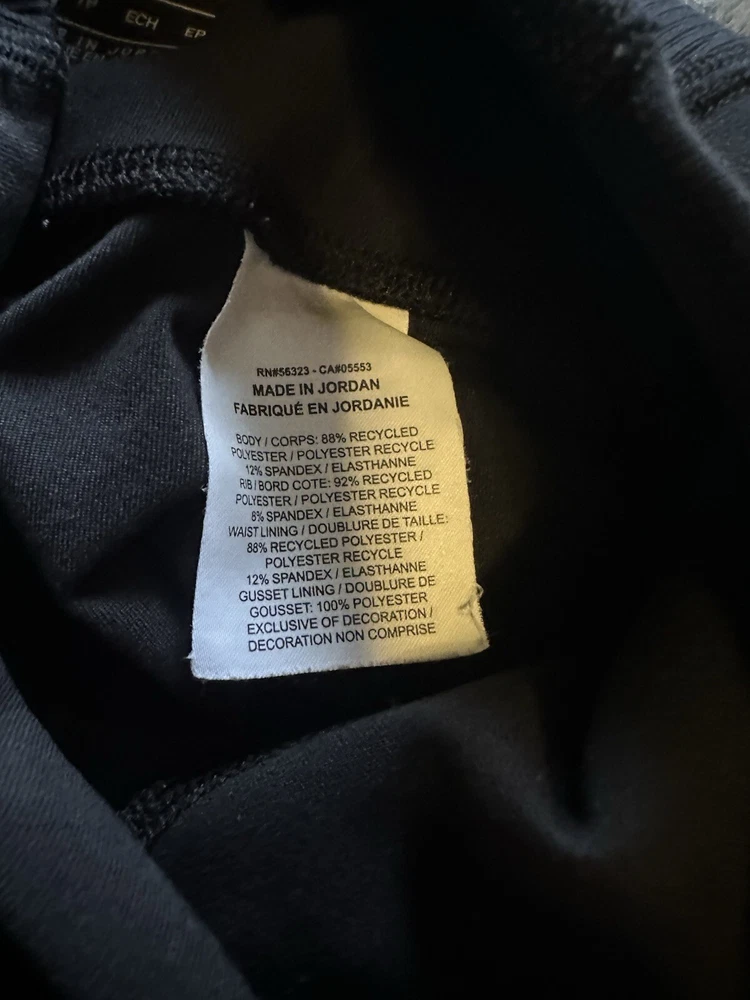 ECH EP
RN#56323 - CA#05553
MADE IN JORDAN
FABRIQUÉ EN JORDANIE
BODY / CORPS: 88% RECYCLED
POLYESTER / POLYESTER RECYCLE
12% SPANDEX / ELASTHANNE
RIB / BORD COTE: 92% RECYCLED
POLYESTER / POLYESTER RECYCLE
8% SPANDEX / ELASTHANNE
WAIST LINING / DOUBLURE DE TAILLE:
88% RECYCLED POLYESTER /
POLYESTER RECYCLE
12% SPANDEX / ELASTHANNE
GUSSET LINING / DOUBLURE DE
GOUSSET: 100% POLYESTER
EXCLUSIVE OF DECORATION /
DECORATION NON COMPRISE